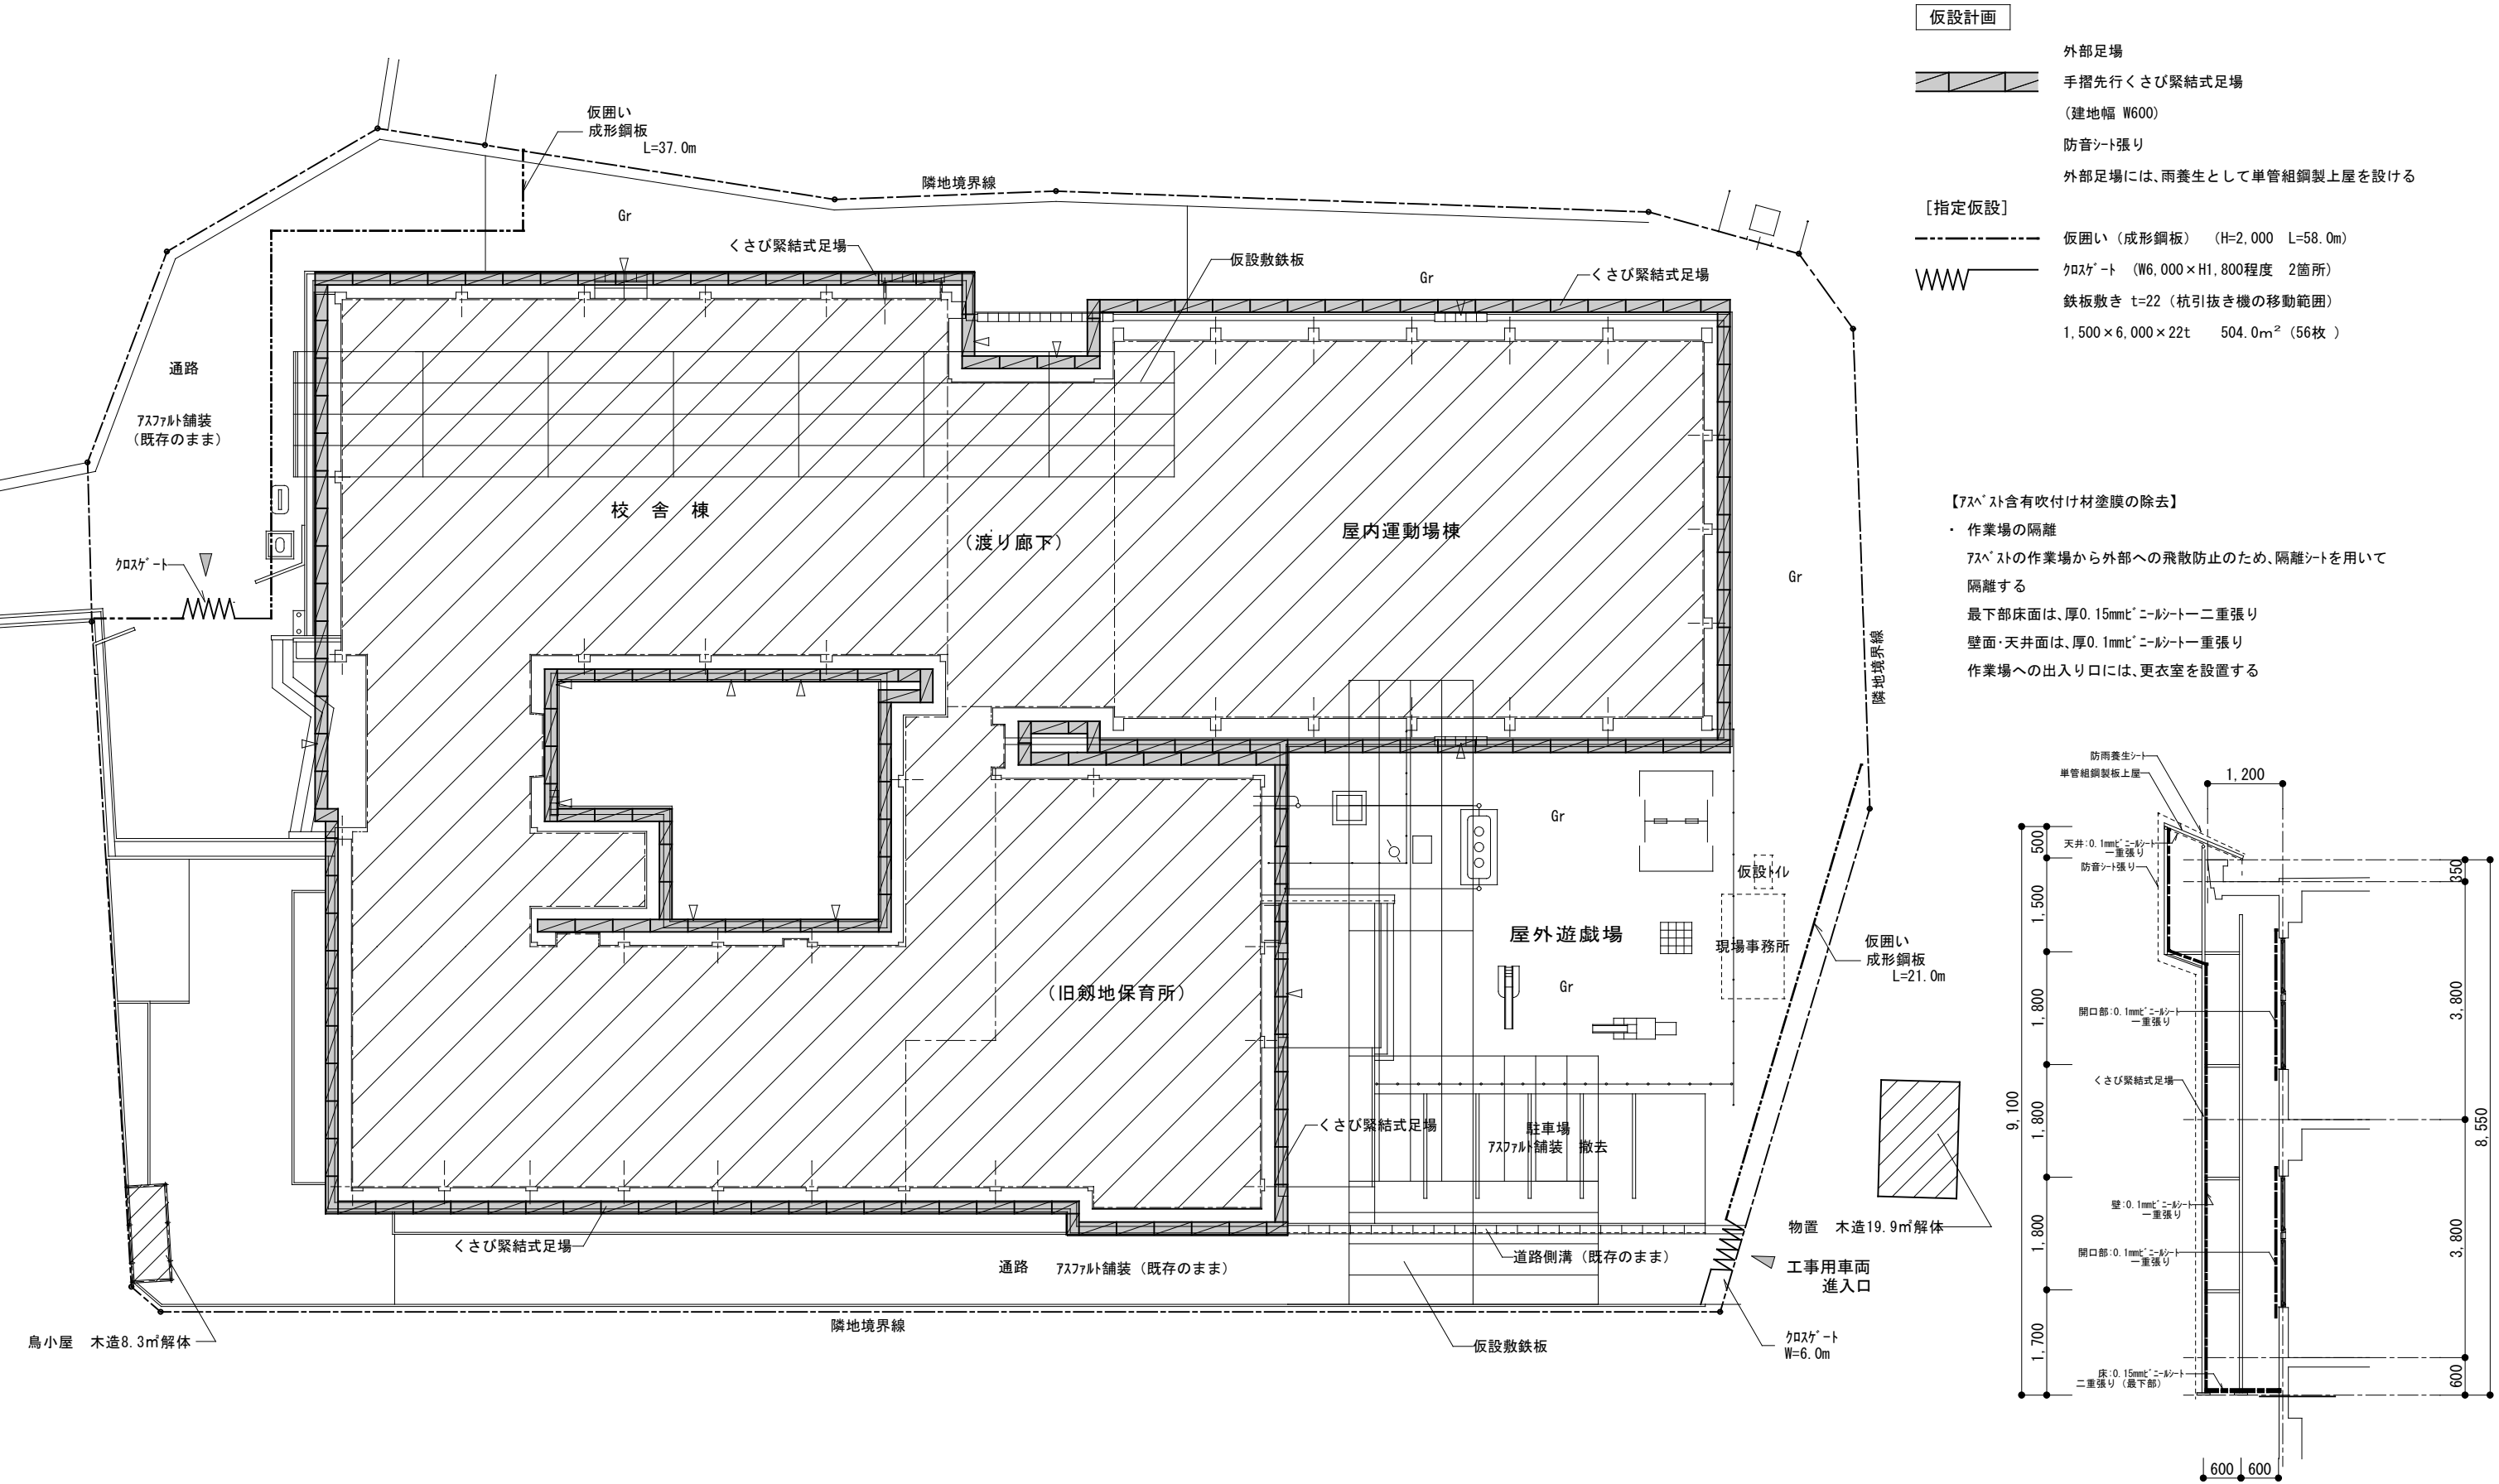 仮設計画
外部足場
手摺先行くさび緊結式足場
(建地幅 W600)
防音ｼｰﾄ張り
外部足場には、雨養生として単管組鋼製上屋を設ける
[指定仮設]
仮囲い（成形鋼板） （H=2,000 L=58.0m）
ｸﾛｽｹﾞｰﾄ （W6,000×H1,800程度 2箇所）
鉄板敷き t=22（杭引抜き機の移動範囲）
1,500×6,000×22t 504.0m²（56枚 ）
【ｱｽﾍﾞｽﾄ含有吹付け材塗膜の除去】
・ 作業場の隔離
ｱｽﾍﾞｽﾄの作業場から外部への飛散防止のため、隔離ｼｰﾄを用いて
隔離する
最下部床面は、厚0.15mmﾋﾞﾆｰﾙｼｰﾄ一二重張り
壁面・天井面は、厚0.1mmﾋﾞﾆｰﾙｼｰﾄ一重張り
作業場への出入り口には、更衣室を設置する
仮囲い
成形鋼板
L=37.0m
隣地境界線
Gr
くさび緊結式足場
仮設敷鉄板
Gr
くさび緊結式足場
通路
ｱｽﾌｧﾙﾄ舗装
（既存のまま）
校 舎 棟
（渡り廊下）
屋内運動場棟
ｸﾛｽｹﾞｰﾄ
Gr
隣地境界線
Gr
仮設ﾄｲﾚ
屋外遊戯場
現場事務所
仮囲い
成形鋼板
L=21.0m
Gr
（旧剱地保育所）
くさび緊結式足場
駐車場
ｱｽﾌｧﾙﾄ舗装 撤去
物置 木造19.9㎡解体
くさび緊結式足場
通路 ｱｽﾌｧﾙﾄ舗装（既存のまま）
道路側溝（既存のまま）
工事用車両
進入口
隣地境界線
鳥小屋 木造8.3㎡解体
仮設敷鉄板
ｸﾛｽｹﾞｰﾄ
W=6.0m
防雨養生ｼｰﾄ
単管組鋼製板上屋
1,200
天井:0.1mmﾋﾞﾆｰﾙｼｰﾄ
一重張り
防音ｼｰﾄ張り
開口部:0.1mmﾋﾞﾆｰﾙｼｰﾄ
一重張り
くさび緊結式足場
壁:0.1mmﾋﾞﾆｰﾙｼｰﾄ
一重張り
開口部:0.1mmﾋﾞﾆｰﾙｼｰﾄ
一重張り
床:0.15mmﾋﾞﾆｰﾙｼｰﾄ
二重張り（最下部）
9,100
500
1,500
1,800
1,800
1,800
1,700
350
3,800
3,800
600
8,550
600
600